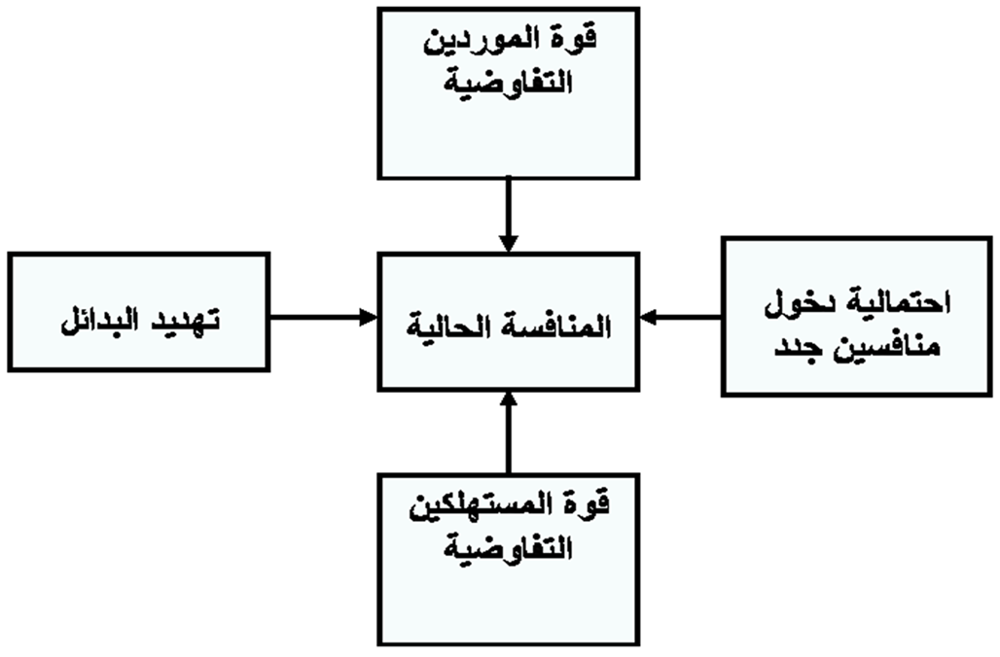 قوة الموردين
التفاوضية
احتمالية دخول
منافسين جدد
المنافسة الحالية
تهديد البدائل
قوة المستهلكين
التفاوضية